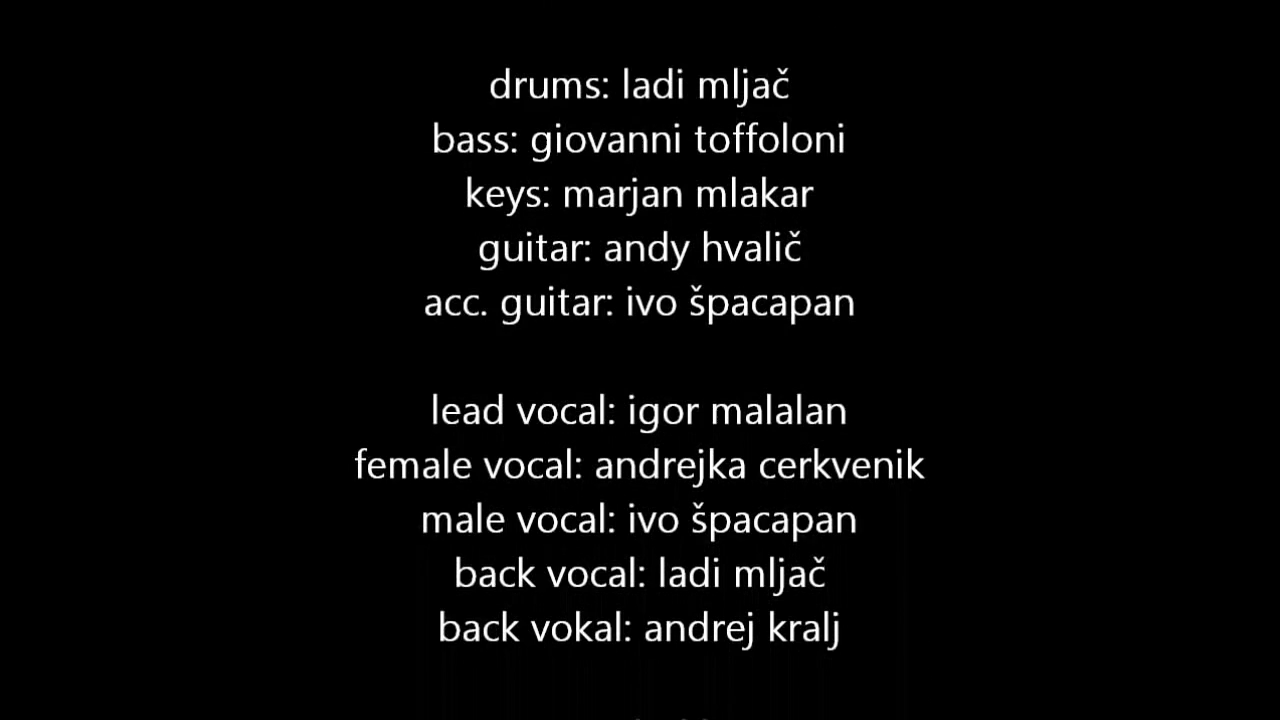 drums: ladi mljač
bass: giovanni toffoloni
keys: marjan mlakar
guitar: andy hvalič
acc. guitar: ivo špacapan
lead vocal: igor malalan
female vocal: andrejka cerkvenik
male vocal: ivo špacapan
back vocal: ladi mljač
back vokal: andrej kralj